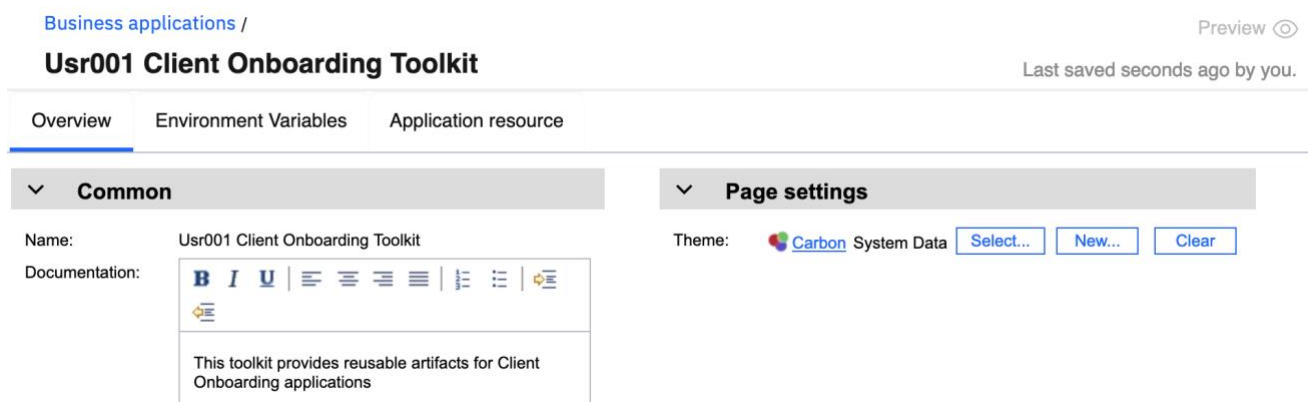 Business applications /
Preview
Usr001 Client Onboarding Toolkit
Last saved seconds ago by you.
Overview Environment Variables Application resource
Common
Page settings
Name: Usr001 Client Onboarding Toolkit
Theme: Carbon System Data Select... New... Clear
Documentation:
B I U
This toolkit provides reusable artifacts for Client
Onboarding applications